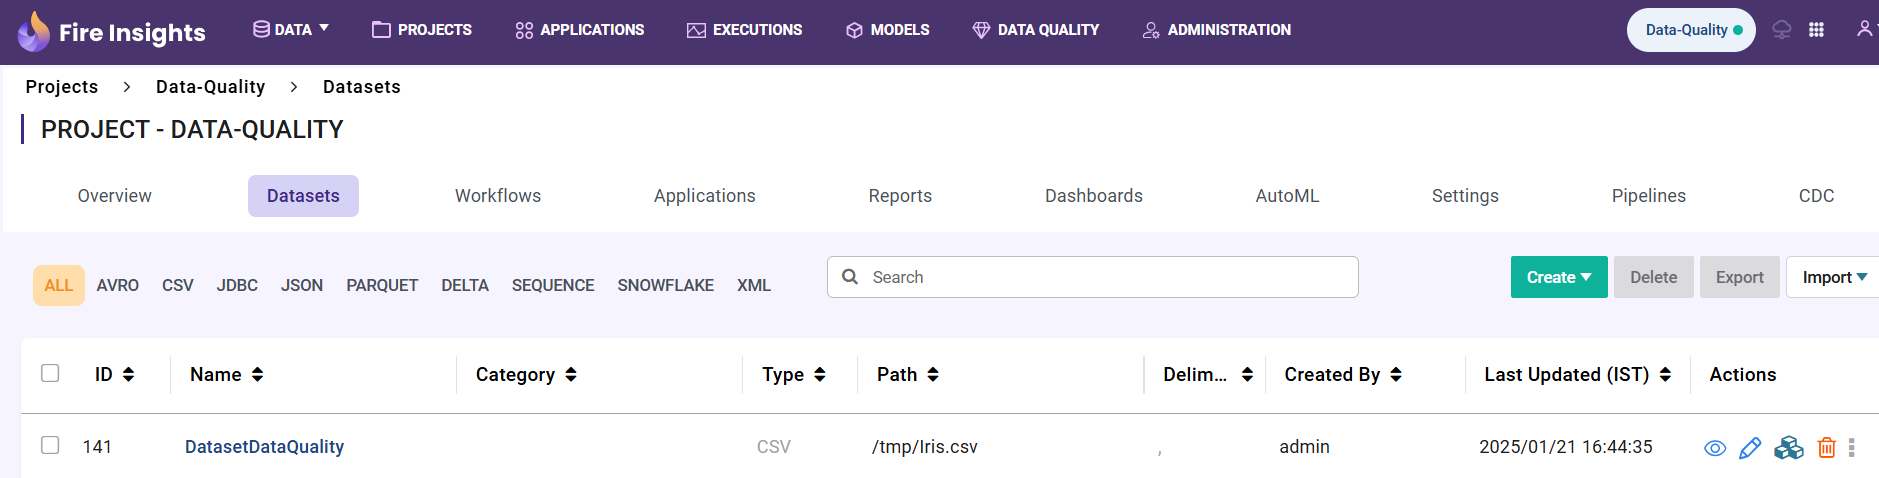 Fire Insights DATA PROJECTS APPLICATIONS EXECUTIONS MODELS DATA QUALITY ADMINISTRATION Data-Quality
Projects > Data-Quality > Datasets
PROJECT - DATA-QUALITY
Overview Datasets Workflows Applications Reports Dashboards AutoML Settings Pipelines CDC
ALL AVRO CSV JDBC JSON PARQUET DELTA SEQUENCE SNOWFLAKE XML Search Create Delete Export Import
ID Name Category Type Path Delim... Created By Last Updated (IST) Actions
141 DatasetDataQuality CSV /tmp/Iris.csv , admin 2025/01/21 16:44:35